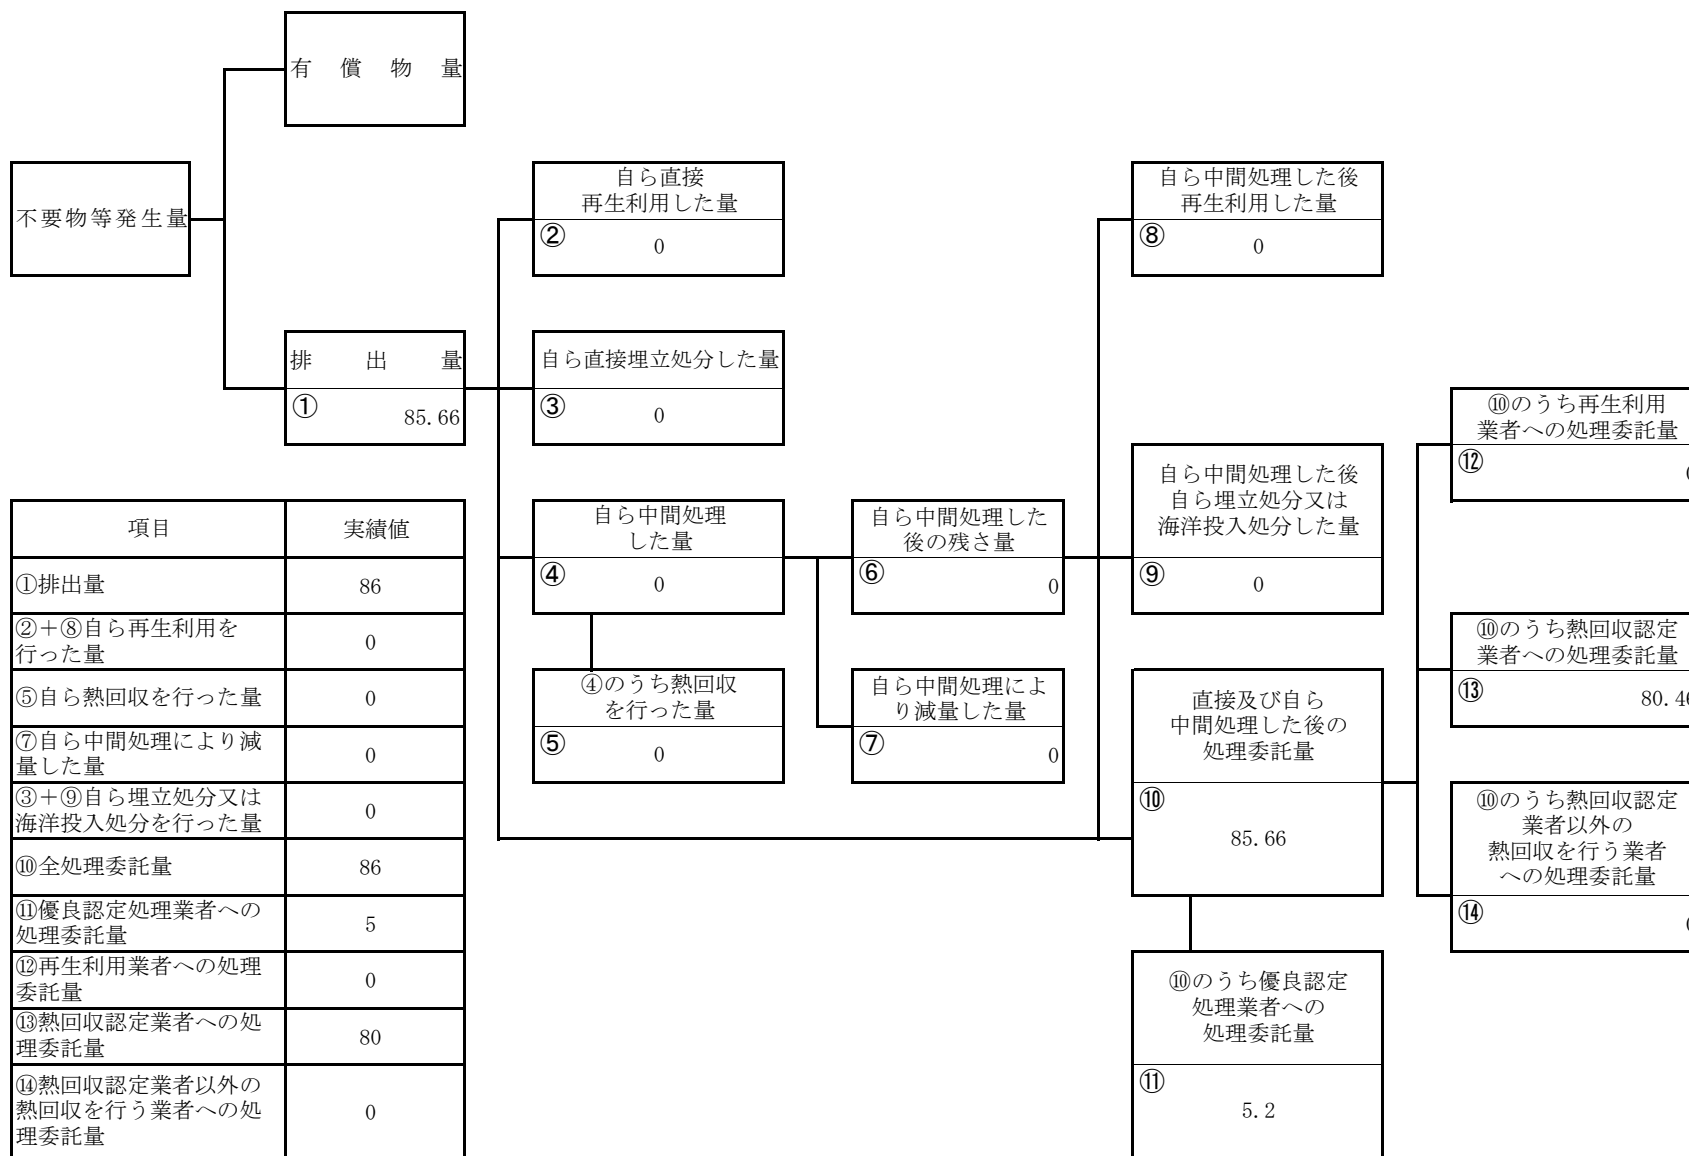 有償物量
不要物等発生量
自ら直接
再生利用した量
②
0
自ら中間処理した後
再生利用した量
⑧
0
排出量
①
85.66
自ら直接埋立処分した量
③
0
⑩のうち再生利用
業者への処理委託量
⑫
自ら中間処理した後
自ら埋立処分又は
海洋投入処分した量
⑨
0
自ら中間処理
した量
④
0
自ら中間処理した
後の残さ量
⑥
0
④のうち熱回収
を行った量
⑤
0
自ら中間処理によ
り減量した量
⑦
0
直接及び自ら
中間処理した後の
処理委託量
⑩
85.66
⑩のうち熱回収認定
業者への処理委託量
⑬
80.46
⑩のうち熱回収認定
業者以外の
熱回収を行う業者
への処理委託量
⑭
⑩のうち優良認定
処理業者への
処理委託量
⑪
5.2
項目 実績値
①排出量 86
②+⑧自ら再生利用を
行った量 0
⑤自ら熱回収を行った量 0
⑦自ら中間処理により減
量した量 0
③+⑨自ら埋立処分又は
海洋投入処分を行った量 0
⑩全処理委託量 86
⑪優良認定処理業者への
処理委託量 5
⑫再生利用業者への処理
委託量 0
⑬熱回収認定業者への処
理委託量 80
⑭熱回収認定業者以外の
熱回収を行う業者への処
理委託量 0